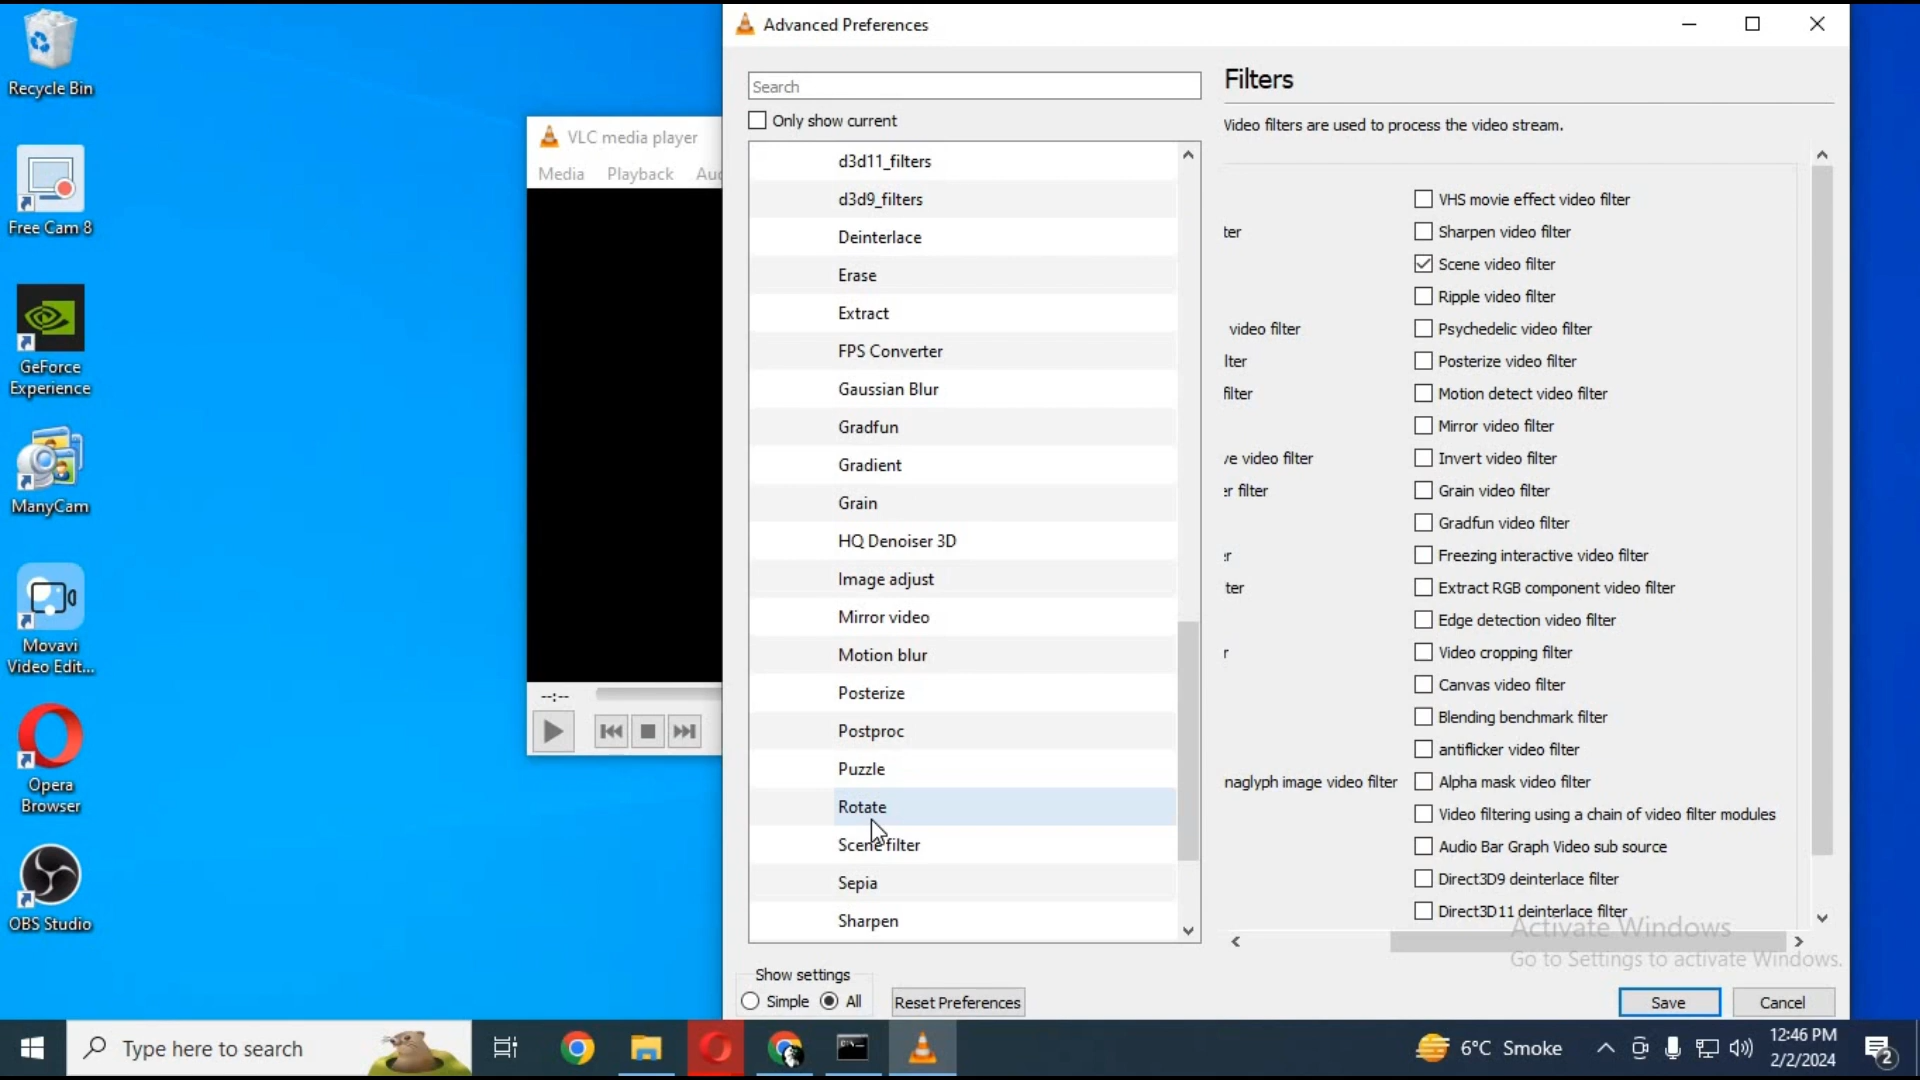 Recycle Bin
Free Cam 8
GeForce
Experience
ManyCam
Movavi
Video Edit...
Opera
Browser
OBS Studio
VLC media player
Media Playback Auc
--:--
Advanced Preferences
Search
Only show current
d3d11_filters
d3d9_filters
Deinterlace
Erase
Extract
FPS Converter
Gaussian Blur
Gradfun
Gradient
Grain
HQ Denoiser 3D
Image adjust
Mirror video
Motion blur
Posterize
Postproc
Puzzle
Rotate
Scene filter
Sepia
Sharpen
Show settings
Simple All
Reset Preferences
Filters
Video filters are used to process the video stream.
VHS movie effect video filter
ter Sharpen video filter
Scene video filter
Ripple video filter
video filter Psychedelic video filter
lter Posterize video filter
filter Motion detect video filter
Mirror video filter
ve video filter Invert video filter
er filter Grain video filter
Gradfun video filter
er Freezing interactive video filter
ter Extract RGB component video filter
Edge detection video filter
r Video cropping filter
Canvas video filter
Blending benchmark filter
antiflicker video filter
naglyph image video filter Alpha mask video filter
Video filtering using a chain of video filter modules
Audio Bar Graph Video sub source
Direct3D9 deinterlace filter
Direct3D11 deinterlace filter
Activate Windows
Go to Settings to activate Windows.
Save Cancel
Type here to search
6°C Smoke
12:46 PM
2/2/2024
2